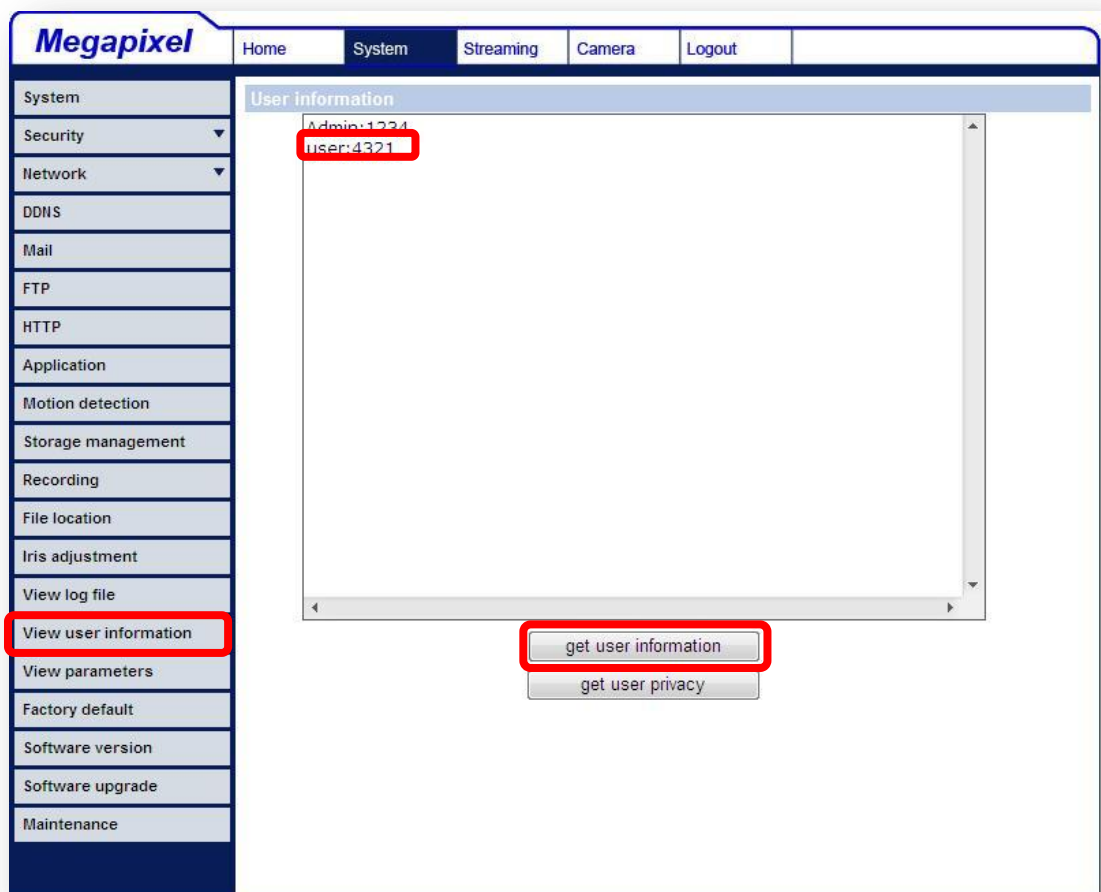 Megapixel
Home System Streaming Camera Logout
System
Security
Network
DDNS
Mail
FTP
HTTP
Application
Motion detection
Storage management
Recording
File location
Iris adjustment
View log file
View user information
View parameters
Factory default
Software version
Software upgrade
Maintenance
User information
Admin:1234
user:4321
get user information
get user privacy